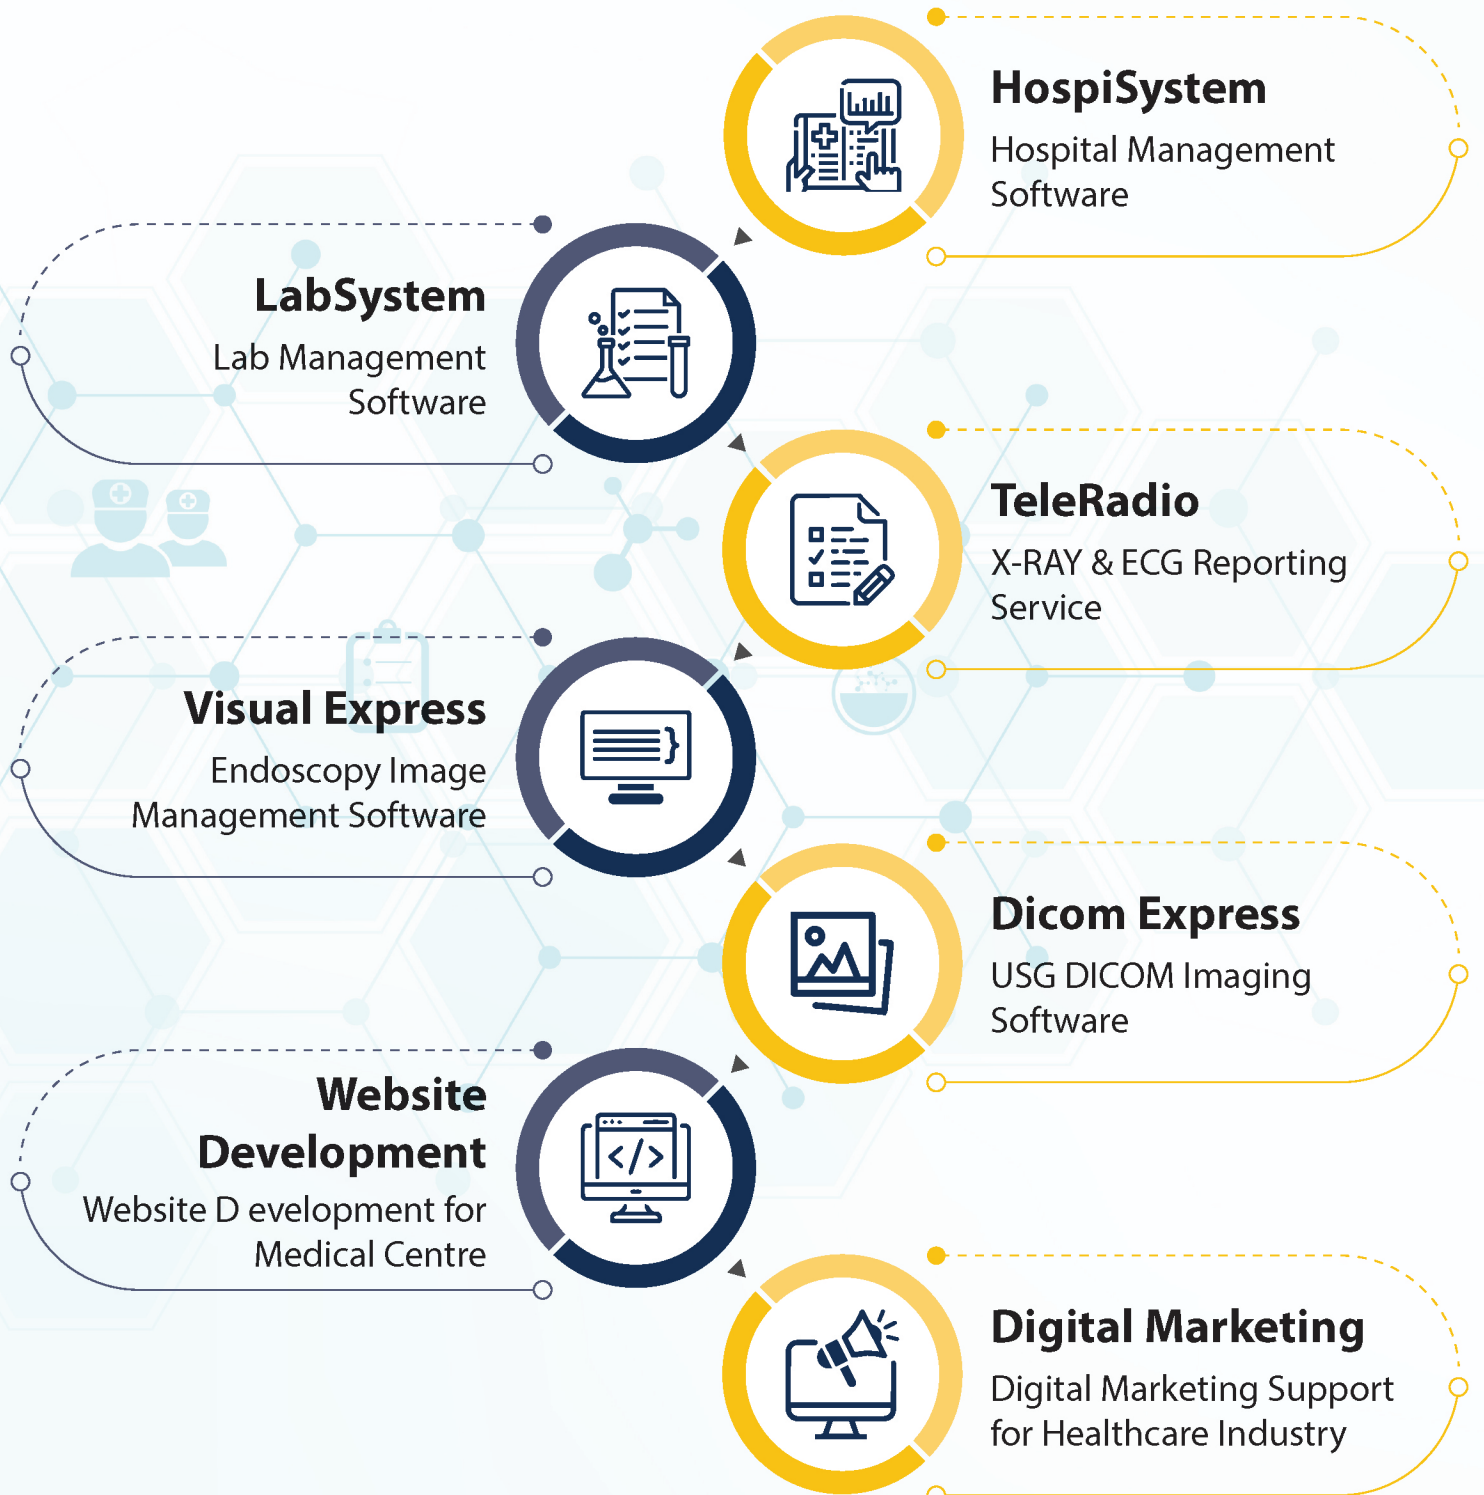 HospiSystem
Hospital Management
Software
LabSystem
Lab Management
Software
TeleRadio
X-RAY & ECG Reporting
Service
Visual Express
Endoscopy Image
Management Software
Dicom Express
USG DICOM Imaging
Software
Website
Development
Website D evelopment for
Medical Centre
Digital Marketing
Digital Marketing Support
for Healthcare Industry